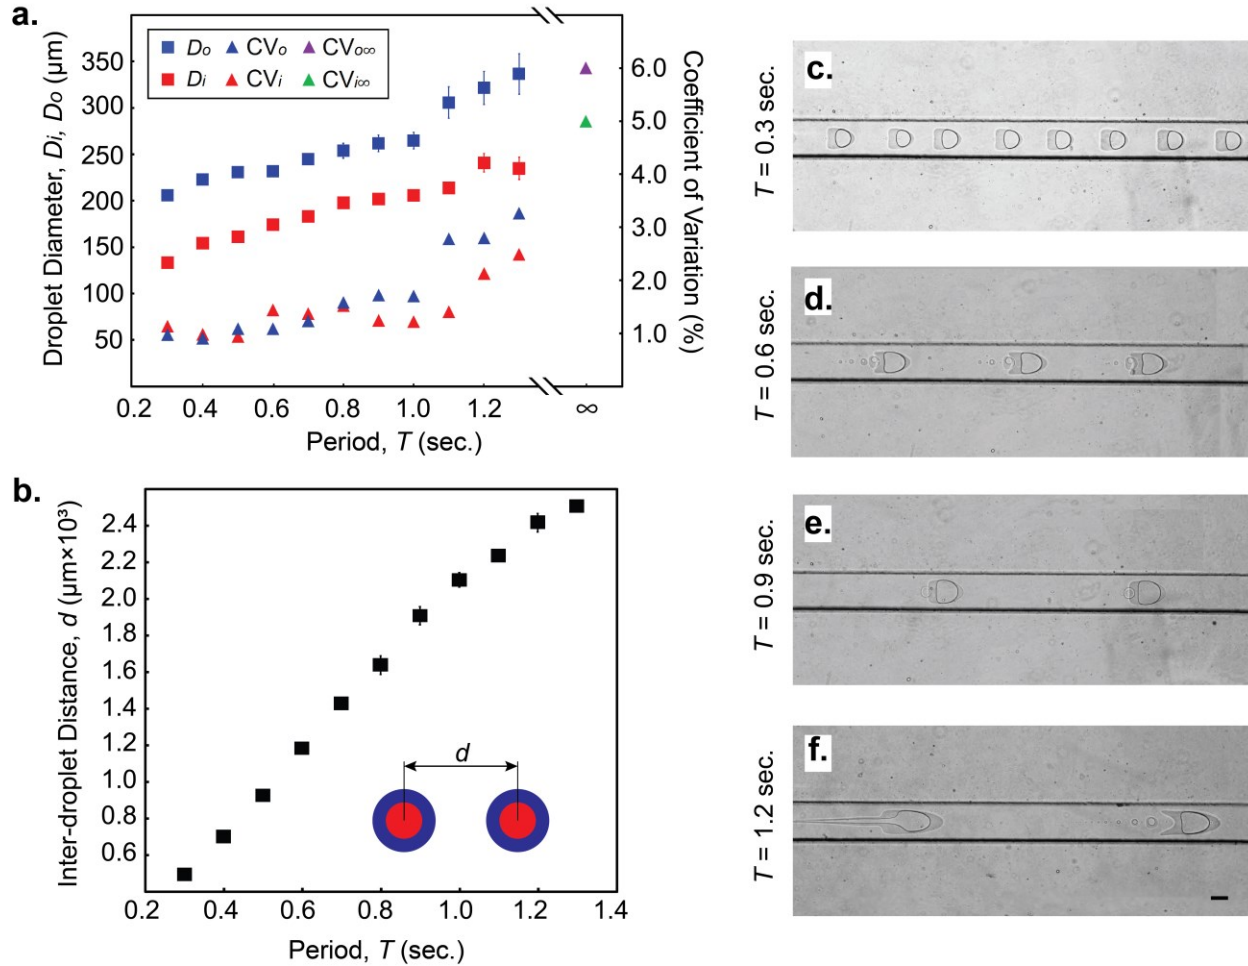 a.
Dₒ CVₒ CVₒ∞
Dᵢ CVᵢ CVᵢ∞
Droplet Diameter, Di, Do (µm)
350
300
250
200
150
100
50
6.0
5.0
4.0
3.0
2.0
1.0
Coefficient of Variation (%)
0.2 0.4 0.6 0.8 1.0 1.2 ∞
Period, T (sec.)
b.
Inter-droplet Distance, d (µm×10³)
2.4
2.2
2.0
1.8
1.6
1.4
1.2
1.0
0.8
0.6
d
0.2 0.4 0.6 0.8 1.0 1.2 1.4
Period, T (sec.)
c.
T = 0.3 sec.
d.
T = 0.6 sec.
e.
T = 0.9 sec.
f.
T = 1.2 sec.